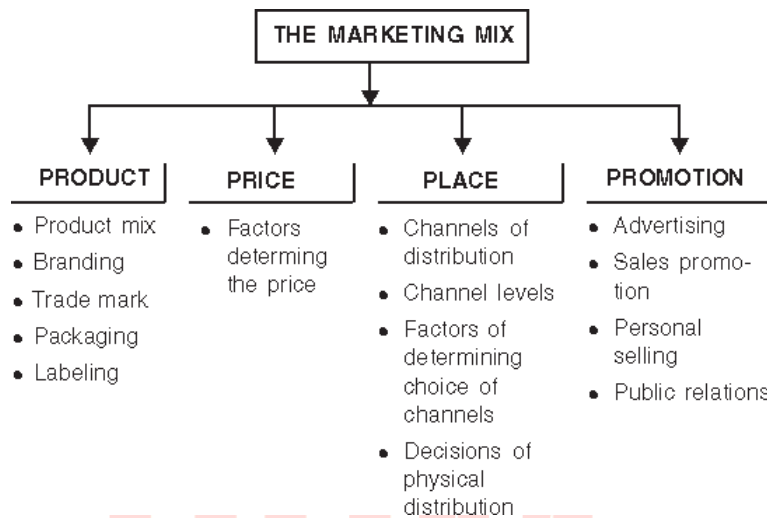 THE MARKETING MIX
PRODUCT
• Product mix
• Branding
• Trade mark
• Packaging
• Labeling
PRICE
• Factors
determing
the price
PLACE
• Channels of
distribution
• Channel levels
• Factors of
determining
choice of
channels
• Decisions of
physical
distribution
PROMOTION
• Advertising
• Sales promo-
tion
• Personal
selling
• Public relations